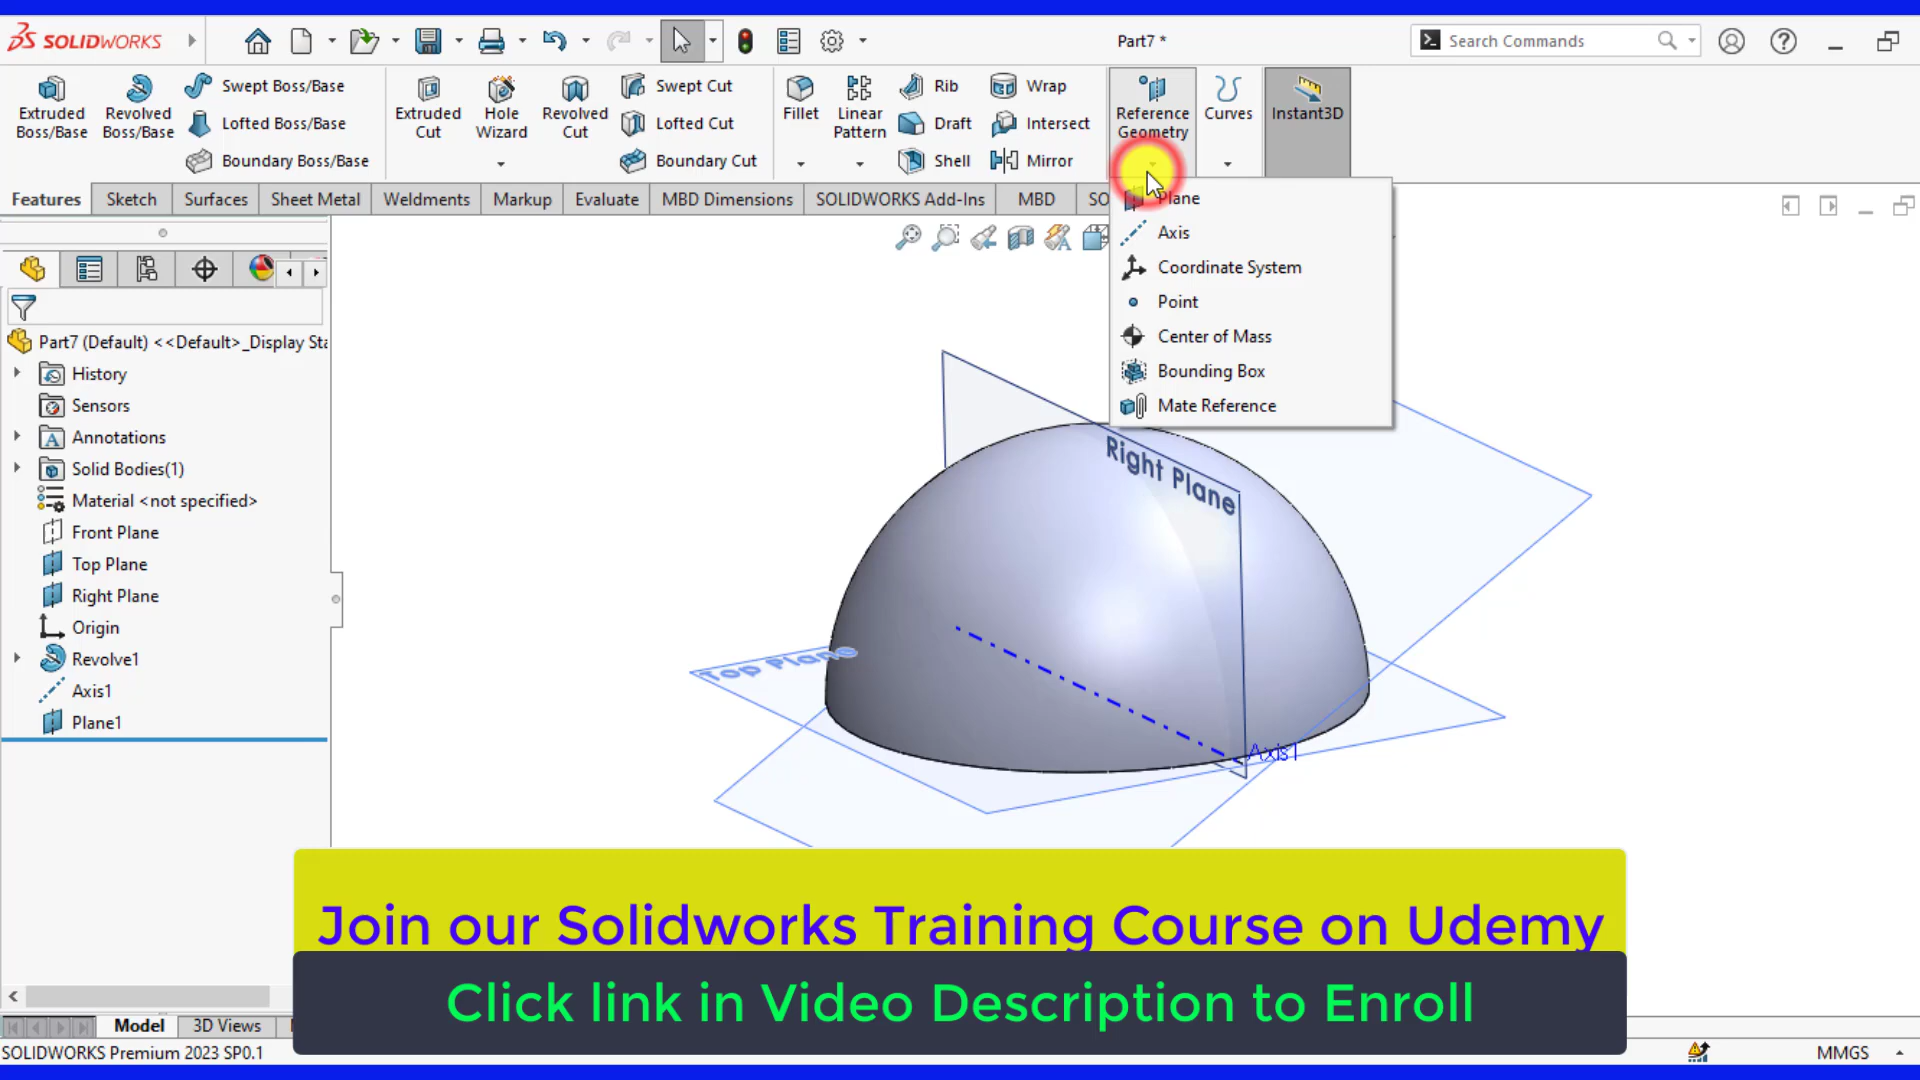 SOLIDWORKS
Part7 *
Search Commands
Extruded
Boss/Base
Revolved
Boss/Base
Swept Boss/Base
Lofted Boss/Base
Boundary Boss/Base
Extruded
Cut
Hole
Wizard
Revolved
Cut
Swept Cut
Lofted Cut
Boundary Cut
Fillet
Linear
Pattern
Rib
Draft
Shell
Wrap
Intersect
Mirror
Reference
Geometry
Curves
Instant3D
Features
Sketch
Surfaces
Sheet Metal
Weldments
Markup
Evaluate
MBD Dimensions
SOLIDWORKS Add-Ins
MBD
SO
Plane
Axis
Coordinate System
Point
Center of Mass
Bounding Box
Mate Reference
Part7 (Default) <<Default>_Display Sta
History
Sensors
Annotations
Solid Bodies(1)
Material <not specified>
Front Plane
Top Plane
Right Plane
Origin
Revolve1
Axis1
Plane1
Right Plane
Top Plane
Axis1
Join our Solidworks Training Course on Udemy
Click link in Video Description to Enroll
Model
3D Views
SOLIDWORKS Premium 2023 SP0.1
MMGS